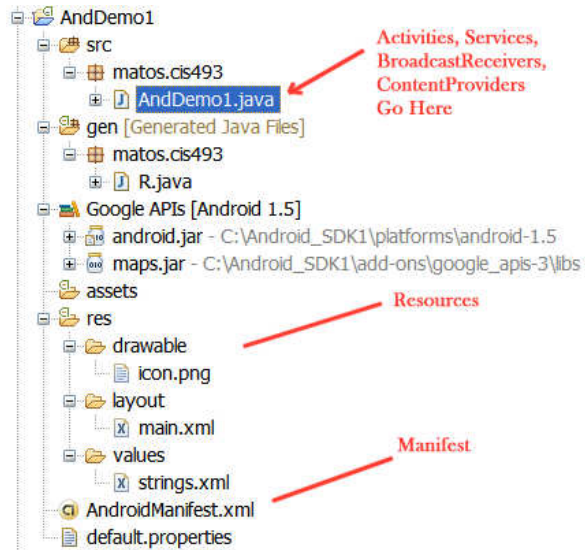 AndDemo1
src
matos.cis493
AndDemo1.java
gen [Generated Java Files]
matos.cis493
R.java
Google APIs [Android 1.5]
android.jar - C:\Android_SDK1\platforms\android-1.5
maps.jar - C:\Android_SDK1\add-ons\google_apis-3\libs
assets
res
drawable
icon.png
layout
main.xml
values
strings.xml
AndroidManifest.xml
default.properties
Activities, Services,
BroadcastReceivers,
ContentProviders
Go Here
Resources
Manifest